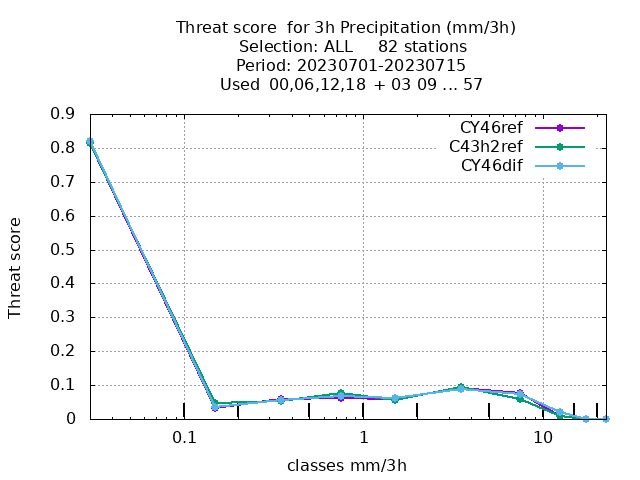 Threat score  for 3h Precipitation (mm/3h)
Selection: ALL     82 stations
Period: 20230701-20230715
Used  00,06,12,18  + 03 09 ... 57
CY46ref
C43h2ref
CY46dif
Threat score
0.9
0.8
0.7
0.6
0.5
0.4
0.3
0.2
0.1
0
0.1 1 10
classes mm/3h